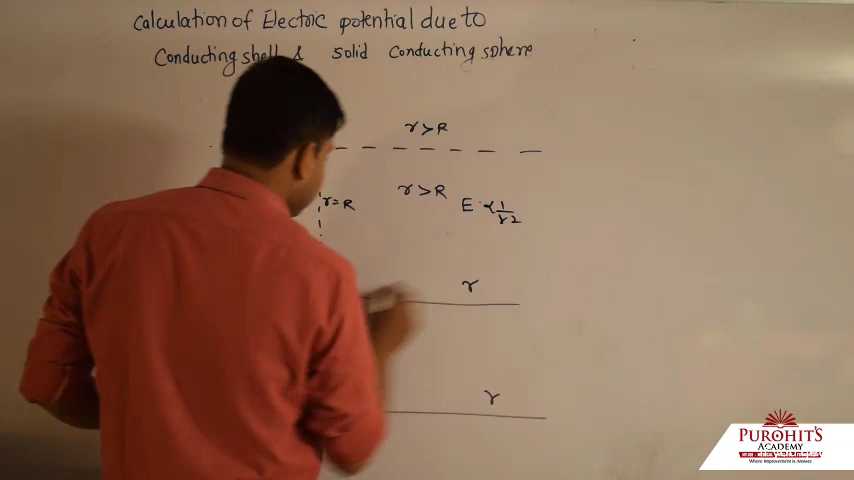 Calculation of Electric potential due to
Conducting shell & solid Conducting sphere
r > R
r = R
r > R
E ∝ 1/r2
r
r
PUROHIT'S
ACADEMY
Where Improvement is Answer